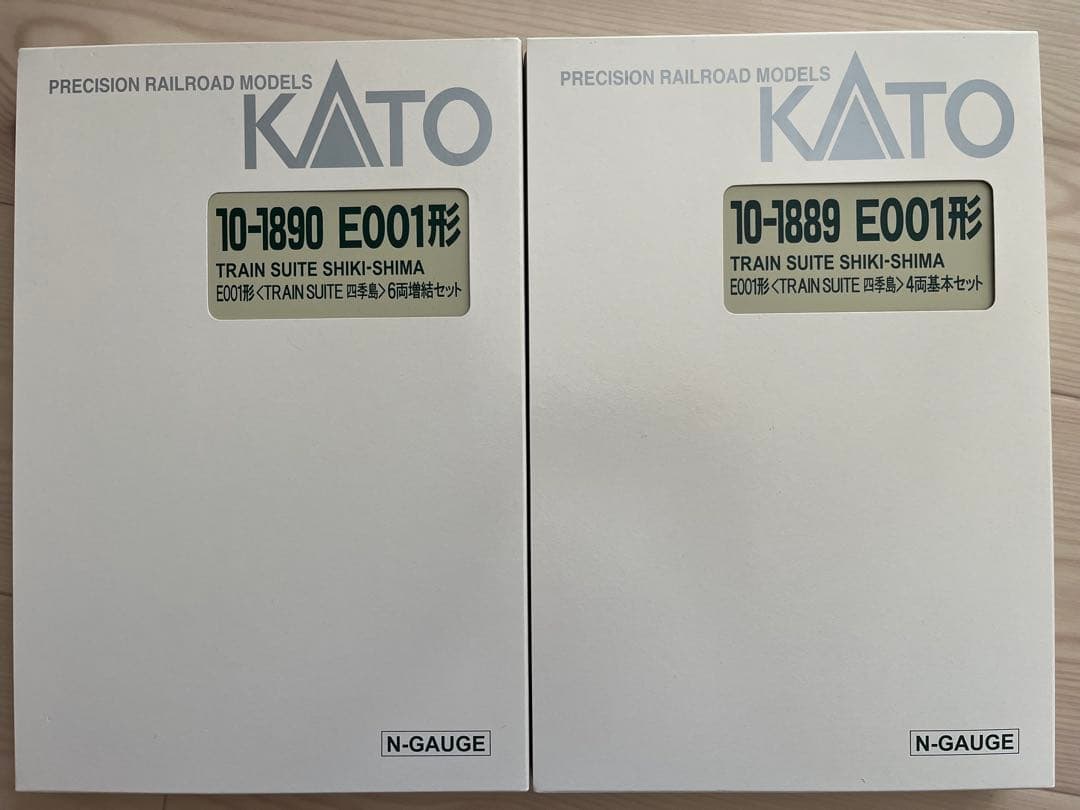 PRECISION RAILROAD MODELS
KATO
10-1890 E001形
TRAIN SUITE SHIKI-SHIMA
E001形〈TRAIN SUITE 四季島〉6両増結セット
N-GAUGE
PRECISION RAILROAD MODELS
KATO
10-1889 E001形
TRAIN SUITE SHIKI-SHIMA
E001形〈TRAIN SUITE 四季島〉4両基本セット
N-GAUGE